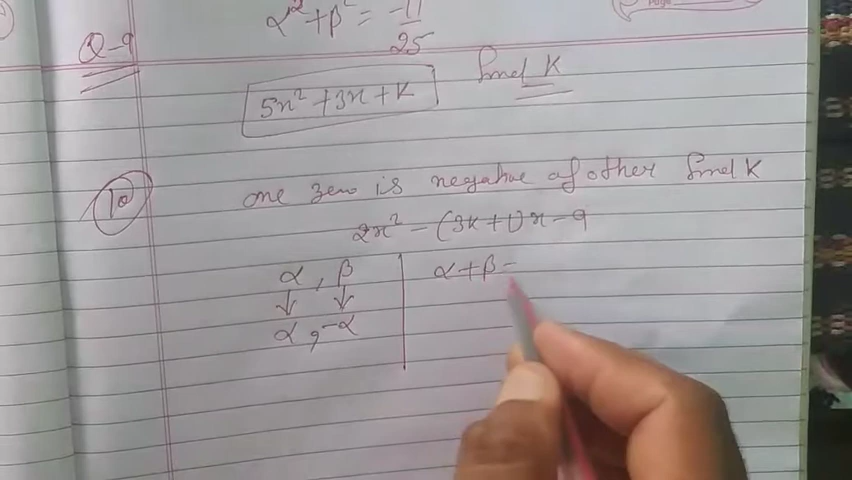 α² + β² = -11/25
Q-9
5x² + 3x + k
find K
10
one zero is negative of other find K
2x² - (3k + 1)x - 9
α, β
α + β =
↓ ↓
α, -α